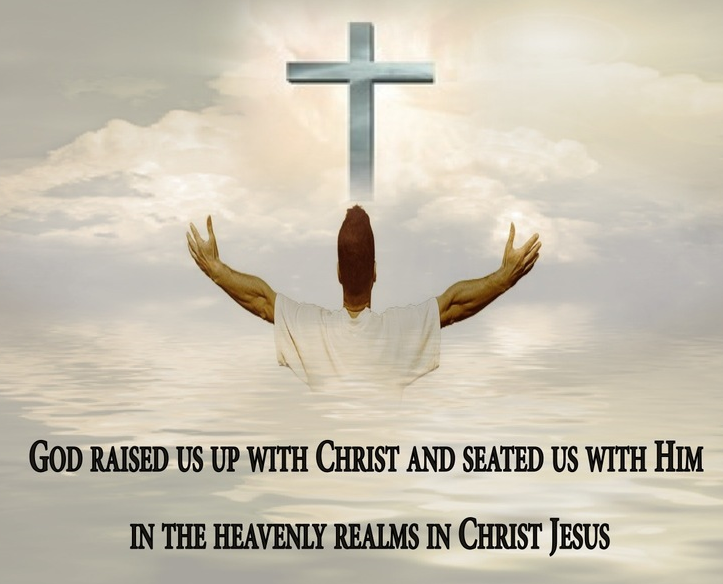 God raised us up with Christ and seated us with Him
in the heavenly realms in Christ Jesus